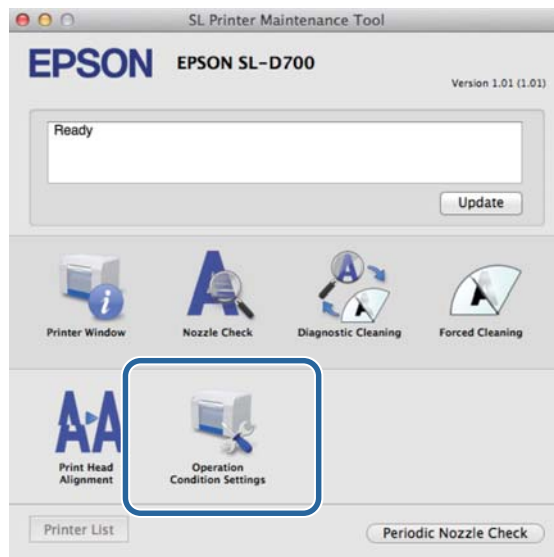 SL Printer Maintenance Tool
EPSON
EPSON SL-D700
Version 1.01 (1.01)
Ready
Update
Printer Window
Nozzle Check
Diagnostic Cleaning
Forced Cleaning
Print Head
Alignment
Operation
Condition Settings
Printer List
Periodic Nozzle Check